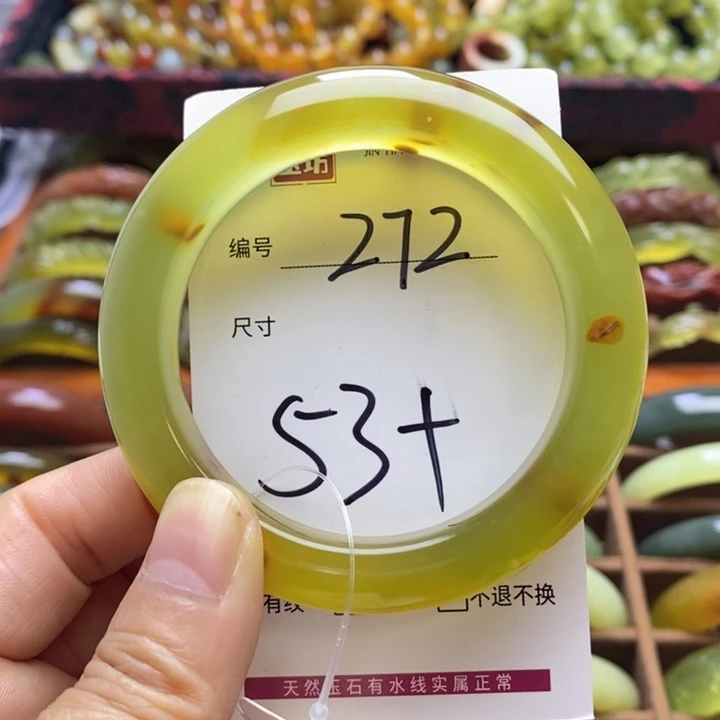 编号 272
尺寸
53+
有纹 不退不换
天然玉石有水线实属正常